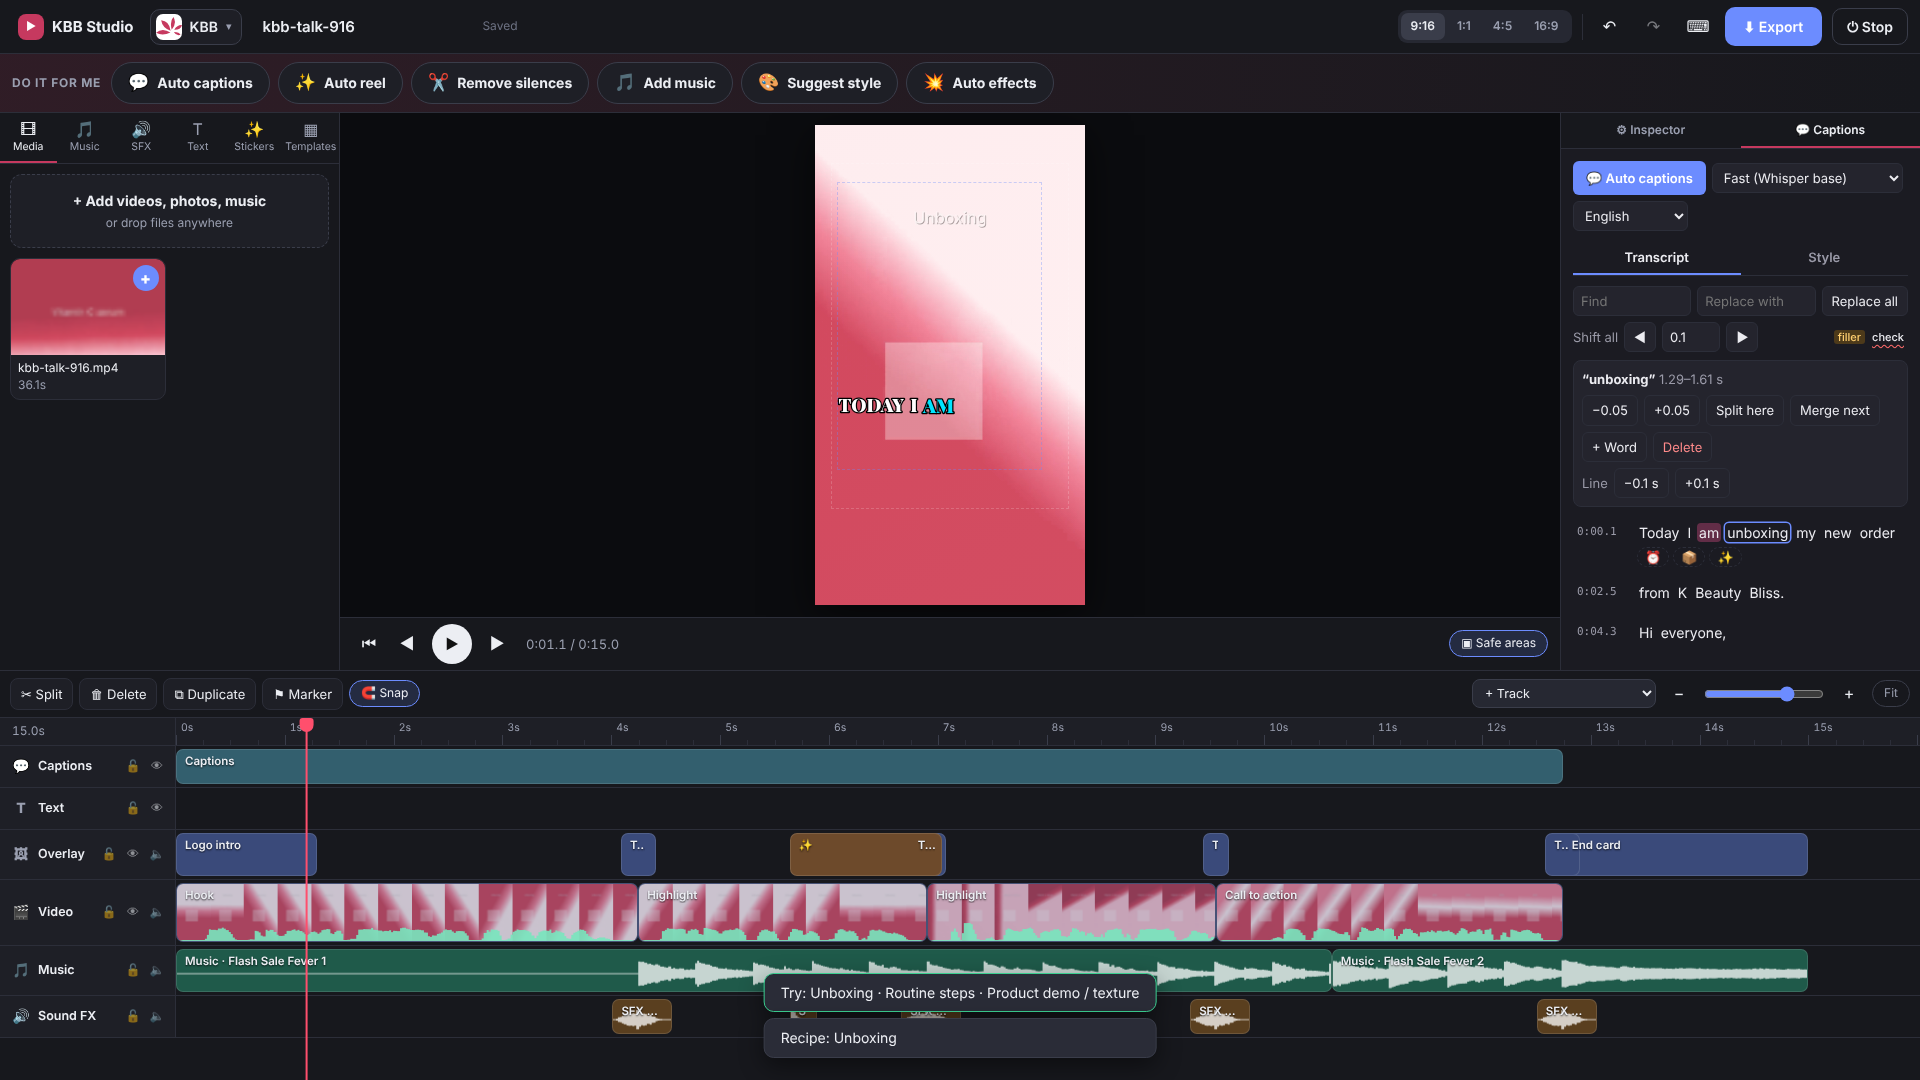 KBB Studio
KBB
kbb-talk-916
Saved
9:16 1:1 4:5 16:9
Export
Stop
DO IT FOR ME
Auto captions
Auto reel
Remove silences
Add music
Suggest style
Auto effects
Media
Music
SFX
Text
Stickers
Templates
+ Add videos, photos, music
or drop files anywhere
Vitamin C serum
kbb-talk-916.mp4
36.1s
Unboxing
TODAY I AM
0:01.1 / 0:15.0
Safe areas
Inspector
Captions
Auto captions
Fast (Whisper base)
English
Transcript
Style
Find
Replace with
Replace all
Shift all
0.1
filler
check
“unboxing” 1.29–1.61 s
−0.05
+0.05
Split here
Merge next
+ Word
Delete
Line
−0.1 s
+0.1 s
0:00.1 Today I am unboxing my new order
0:02.5 from K Beauty Bliss.
0:04.3 Hi everyone,
Split
Delete
Duplicate
Marker
Snap
+ Track
− +
Fit
15.0s
0s 1s 2s 3s 4s 5s 6s 7s 8s 9s 10s 11s 12s 13s 14s 15s
Captions
Captions
Text
Overlay
Logo intro
T..
T...
T
T.. End card
Video
Hook
Highlight
Highlight
Call to action
Music
Music · Flash Sale Fever 1
Music · Flash Sale Fever 2
Sound FX
SFX ...
SFX ...
SFX ...
Try: Unboxing · Routine steps · Product demo / texture
Recipe: Unboxing